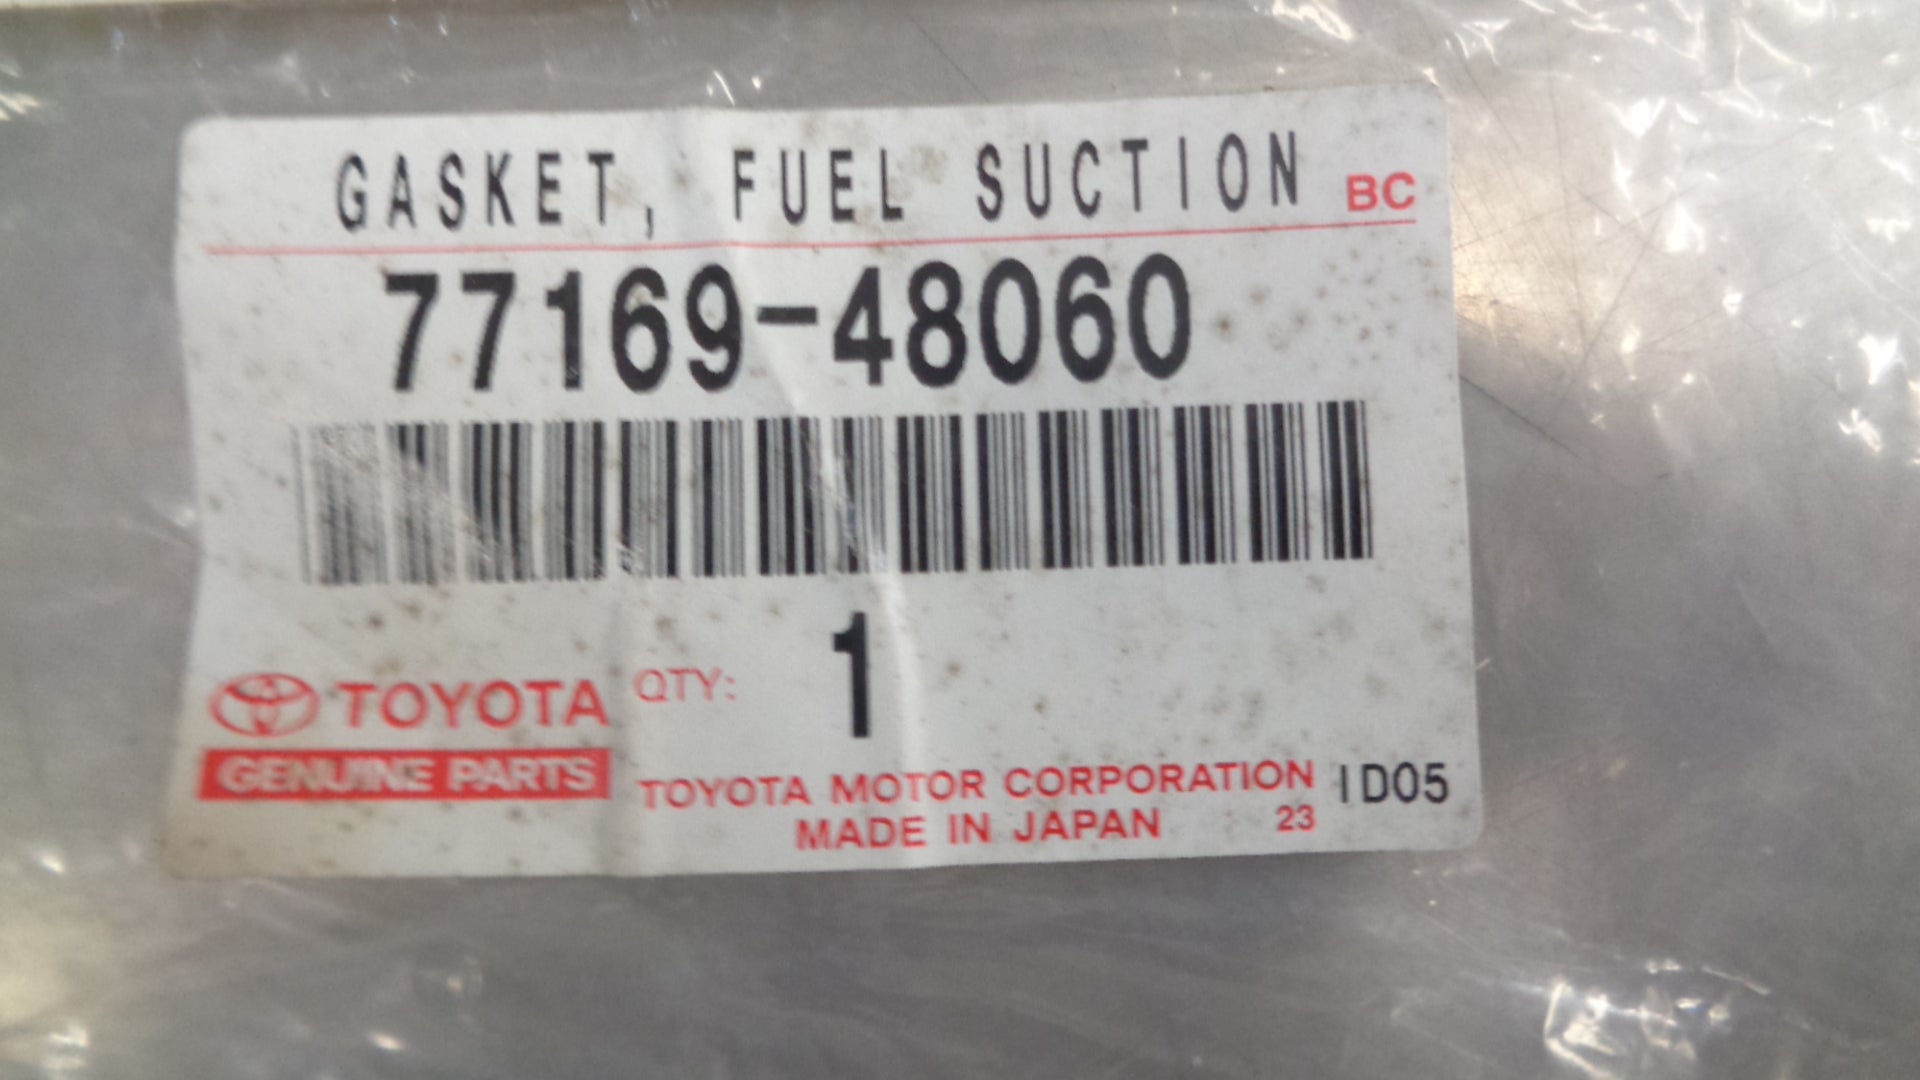 GASKET, FUEL SUCTION BC
77169-48060
1
TOYOTA QTY:
GENUINE PARTS
TOYOTA MOTOR CORPORATION ID05
MADE IN JAPAN 23